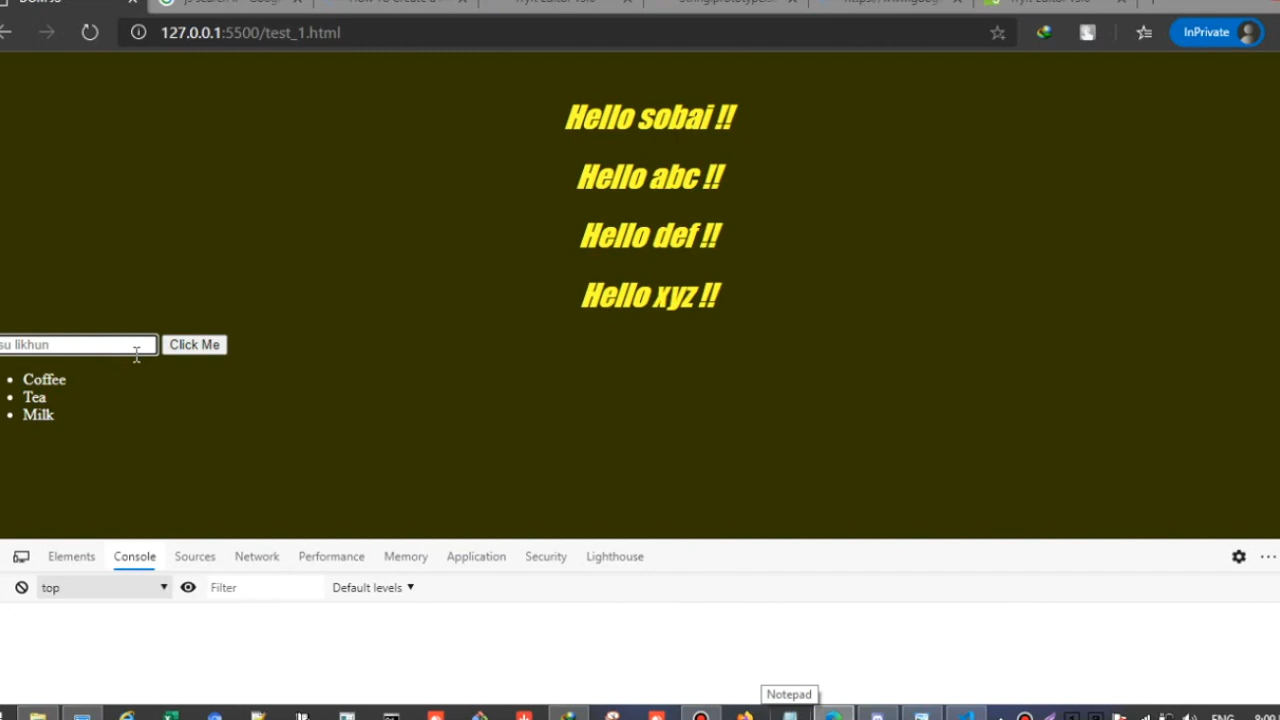 127.0.0.1:5500/test_1.html
InPrivate
Hello sobai !!
Hello abc !!
Hello def !!
Hello xyz !!
su likhun Click Me
Coffee
Tea
Milk
Elements Console Sources Network Performance Memory Application Security Lighthouse
top Filter Default levels
Notepad
ENG